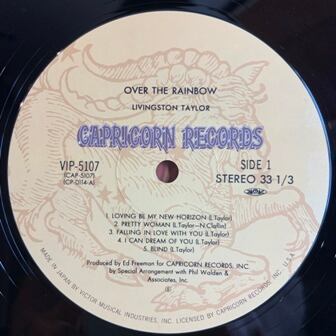 OVER THE RAINBOW
LIVINGSTON TAYLOR
CAPRICORN RECORDS
VIP-5107
(CAP-5107)
(CP-0114-A)
SIDE 1
STEREO 33 1/3
1. LOVING BE MY NEW HORIZON (L.Taylor)
2. PRETTY WOMAN (L.Taylor–N.Claflin)
3. FALLING IN LOVE WITH YOU (L.Taylor)
4. I CAN DREAM OF YOU (L.Taylor)
5. BLIND (L.Taylor)
Produced by Ed Freeman for CAPRICORN RECORDS, INC.
by Special Arrangement with Phil Walden &
Associates, Inc.
MADE IN JAPAN BY VICTOR MUSICAL INDUSTRIES, INC. LICENSED BY CAPRICORN RECORDS INC. U.S.A.